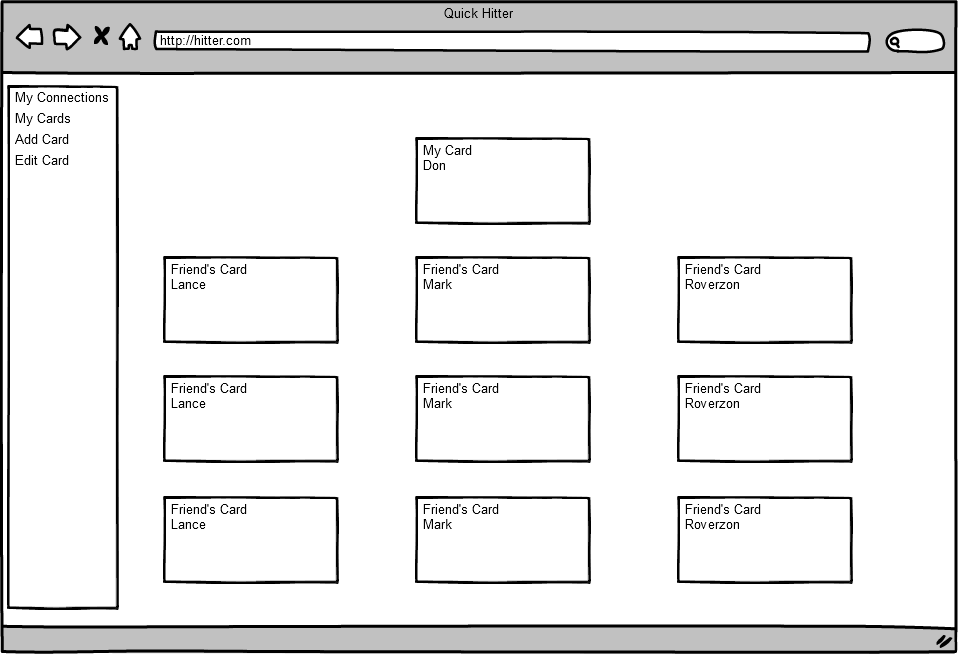 Quick Hitter
http://hitter.com
My Connections
My Cards
Add Card
Edit Card
My Card
Don
Friend's Card
Lance
Friend's Card
Mark
Friend's Card
Roverzon
Friend's Card
Lance
Friend's Card
Mark
Friend's Card
Roverzon
Friend's Card
Lance
Friend's Card
Mark
Friend's Card
Roverzon